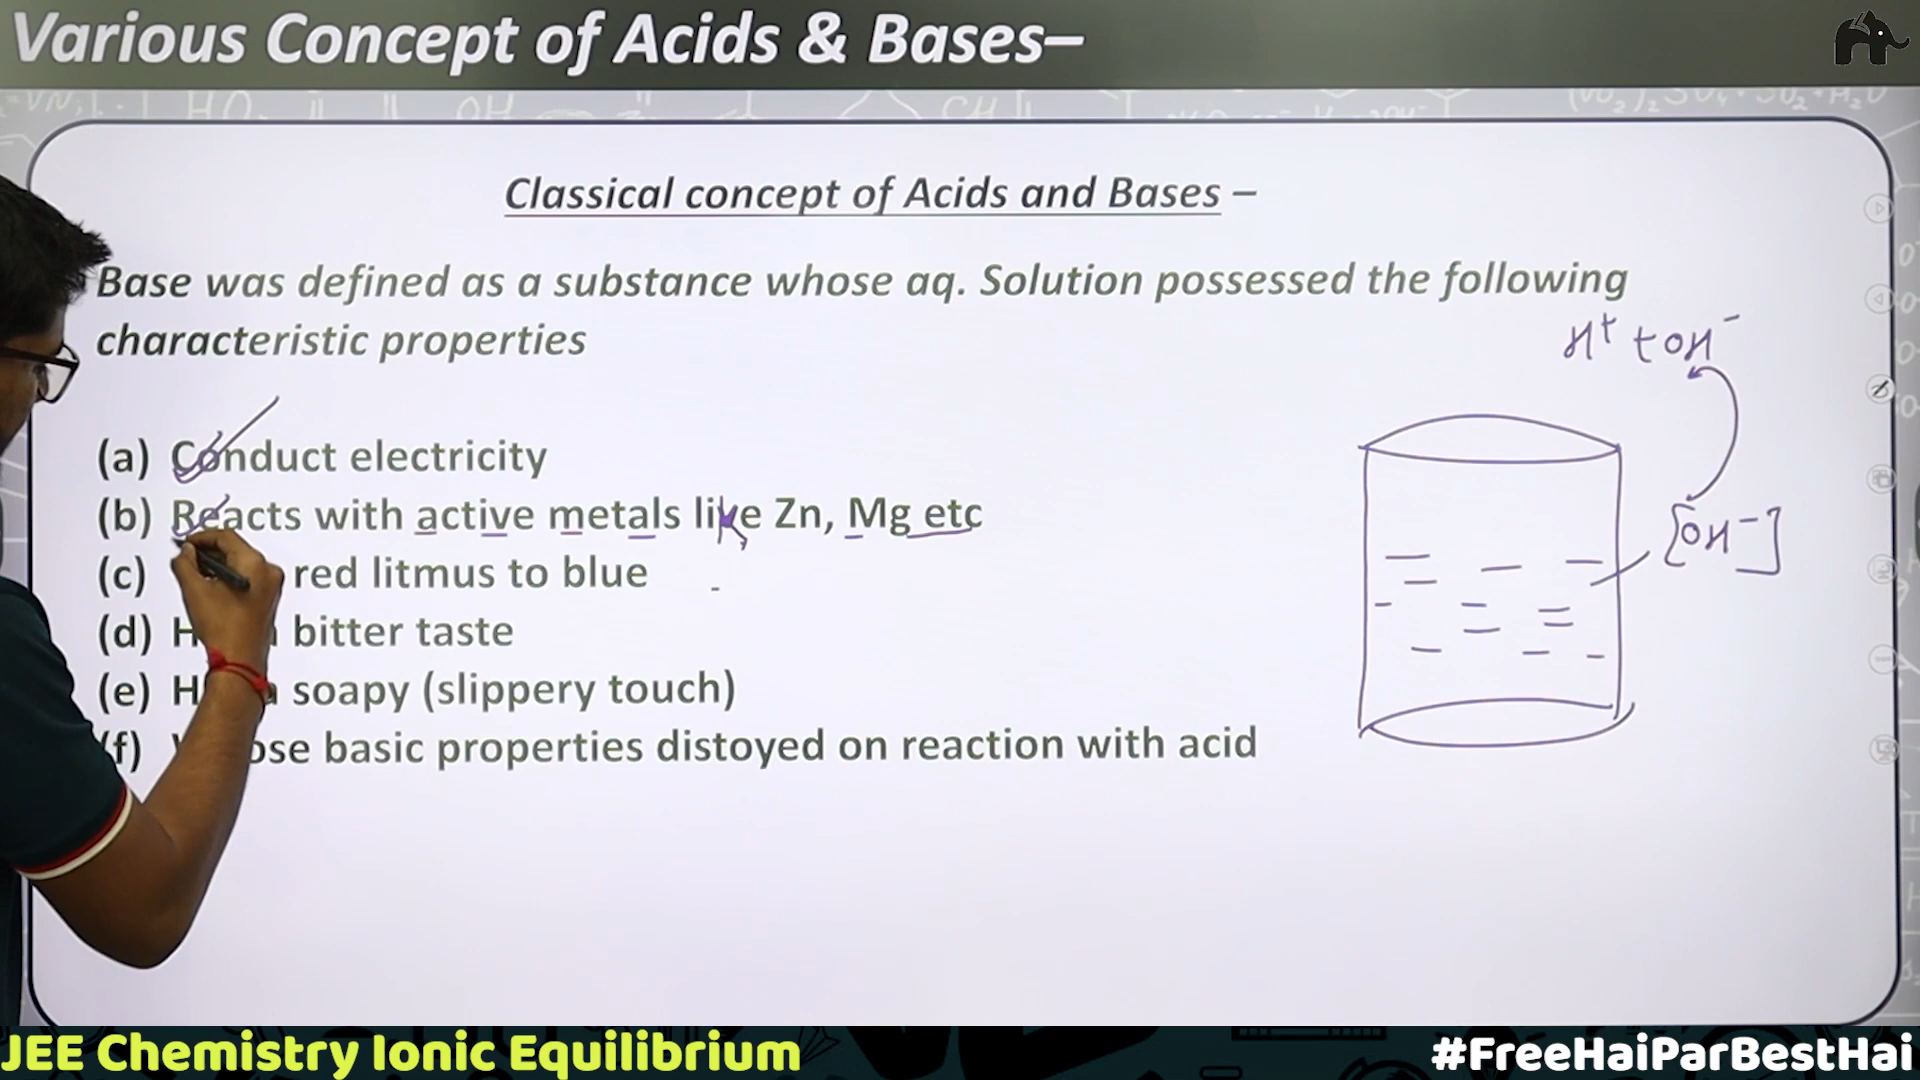 Various Concept of Acids & Bases–
Classical concept of Acids and Bases –
Base was defined as a substance whose aq. Solution possessed the following
characteristic properties
H⁺ + OH⁻
(a) Conduct electricity
(b) Reacts with active metals like Zn, Mg etc
[OH⁻]
(c) red litmus to blue
(d) bitter taste
(e) soapy (slippery touch)
(f) basic properties distoyed on reaction with acid
JEE Chemistry Ionic Equilibrium
#FreeHaiParBestHai